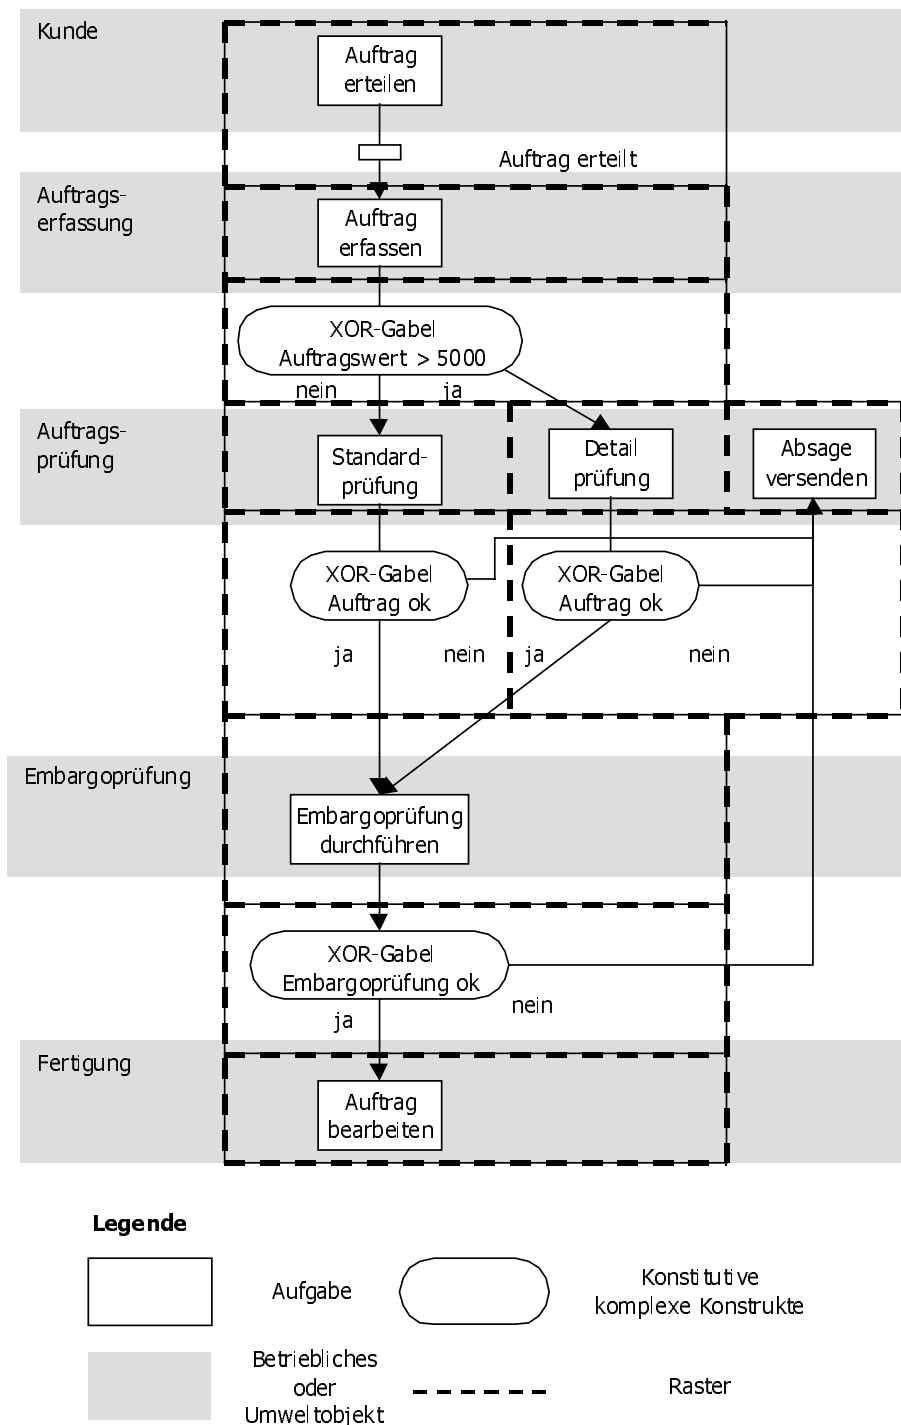 Kunde
Auftrag
erteilen
Auftrag erteilt
Auftrags-
erfassung
Auftrag
erfassen
XOR-Gabel
Auftragswert > 5000
nein
ja
Auftrags-
prüfung
Standard-
prüfung
Detail
prüfung
Absage
versenden
XOR-Gabel
Auftrag ok
XOR-Gabel
Auftrag ok
ja
nein
ja
nein
Embargoprüfung
Embargoprüfung
durchführen
XOR-Gabel
Embargoprüfung ok
nein
ja
Fertigung
Auftrag
bearbeiten
Legende
Aufgabe
Konstitutive
komplexe Konstrukte
Betriebliches
oder
Umweltobjekt
Raster